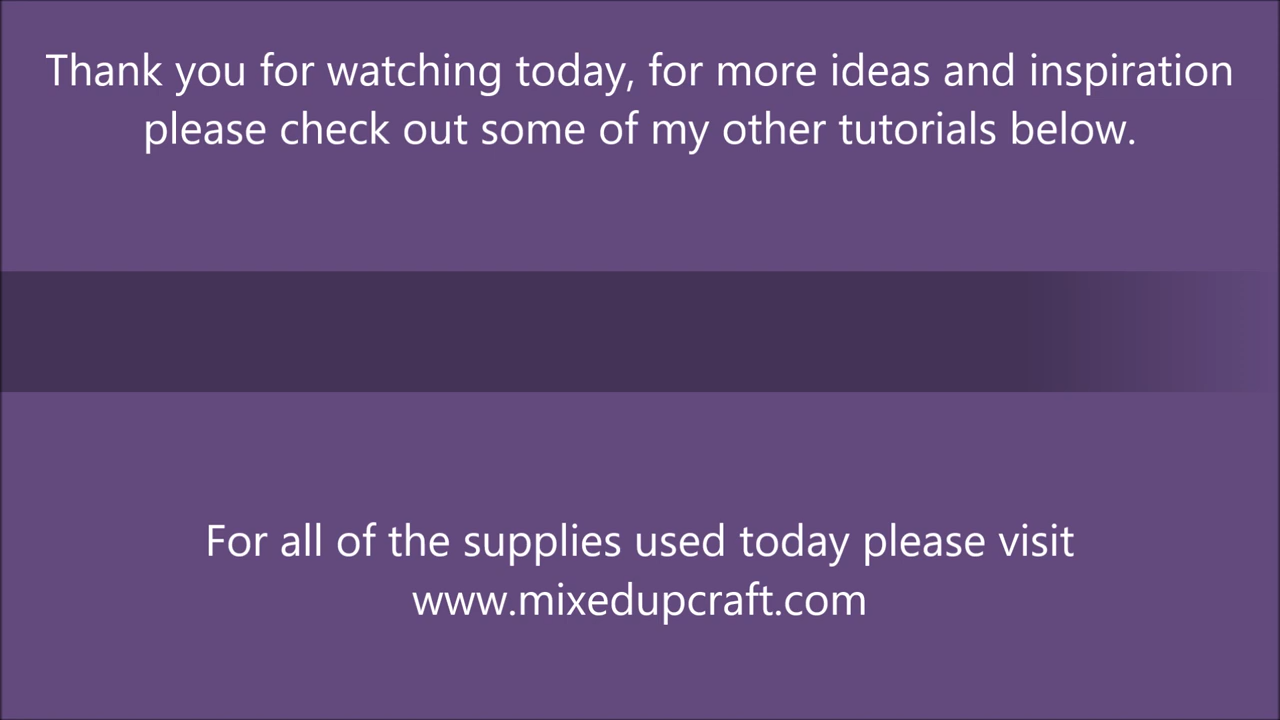 Thank you for watching today, for more ideas and inspiration
please check out some of my other tutorials below.
For all of the supplies used today please visit
www.mixedupcraft.com